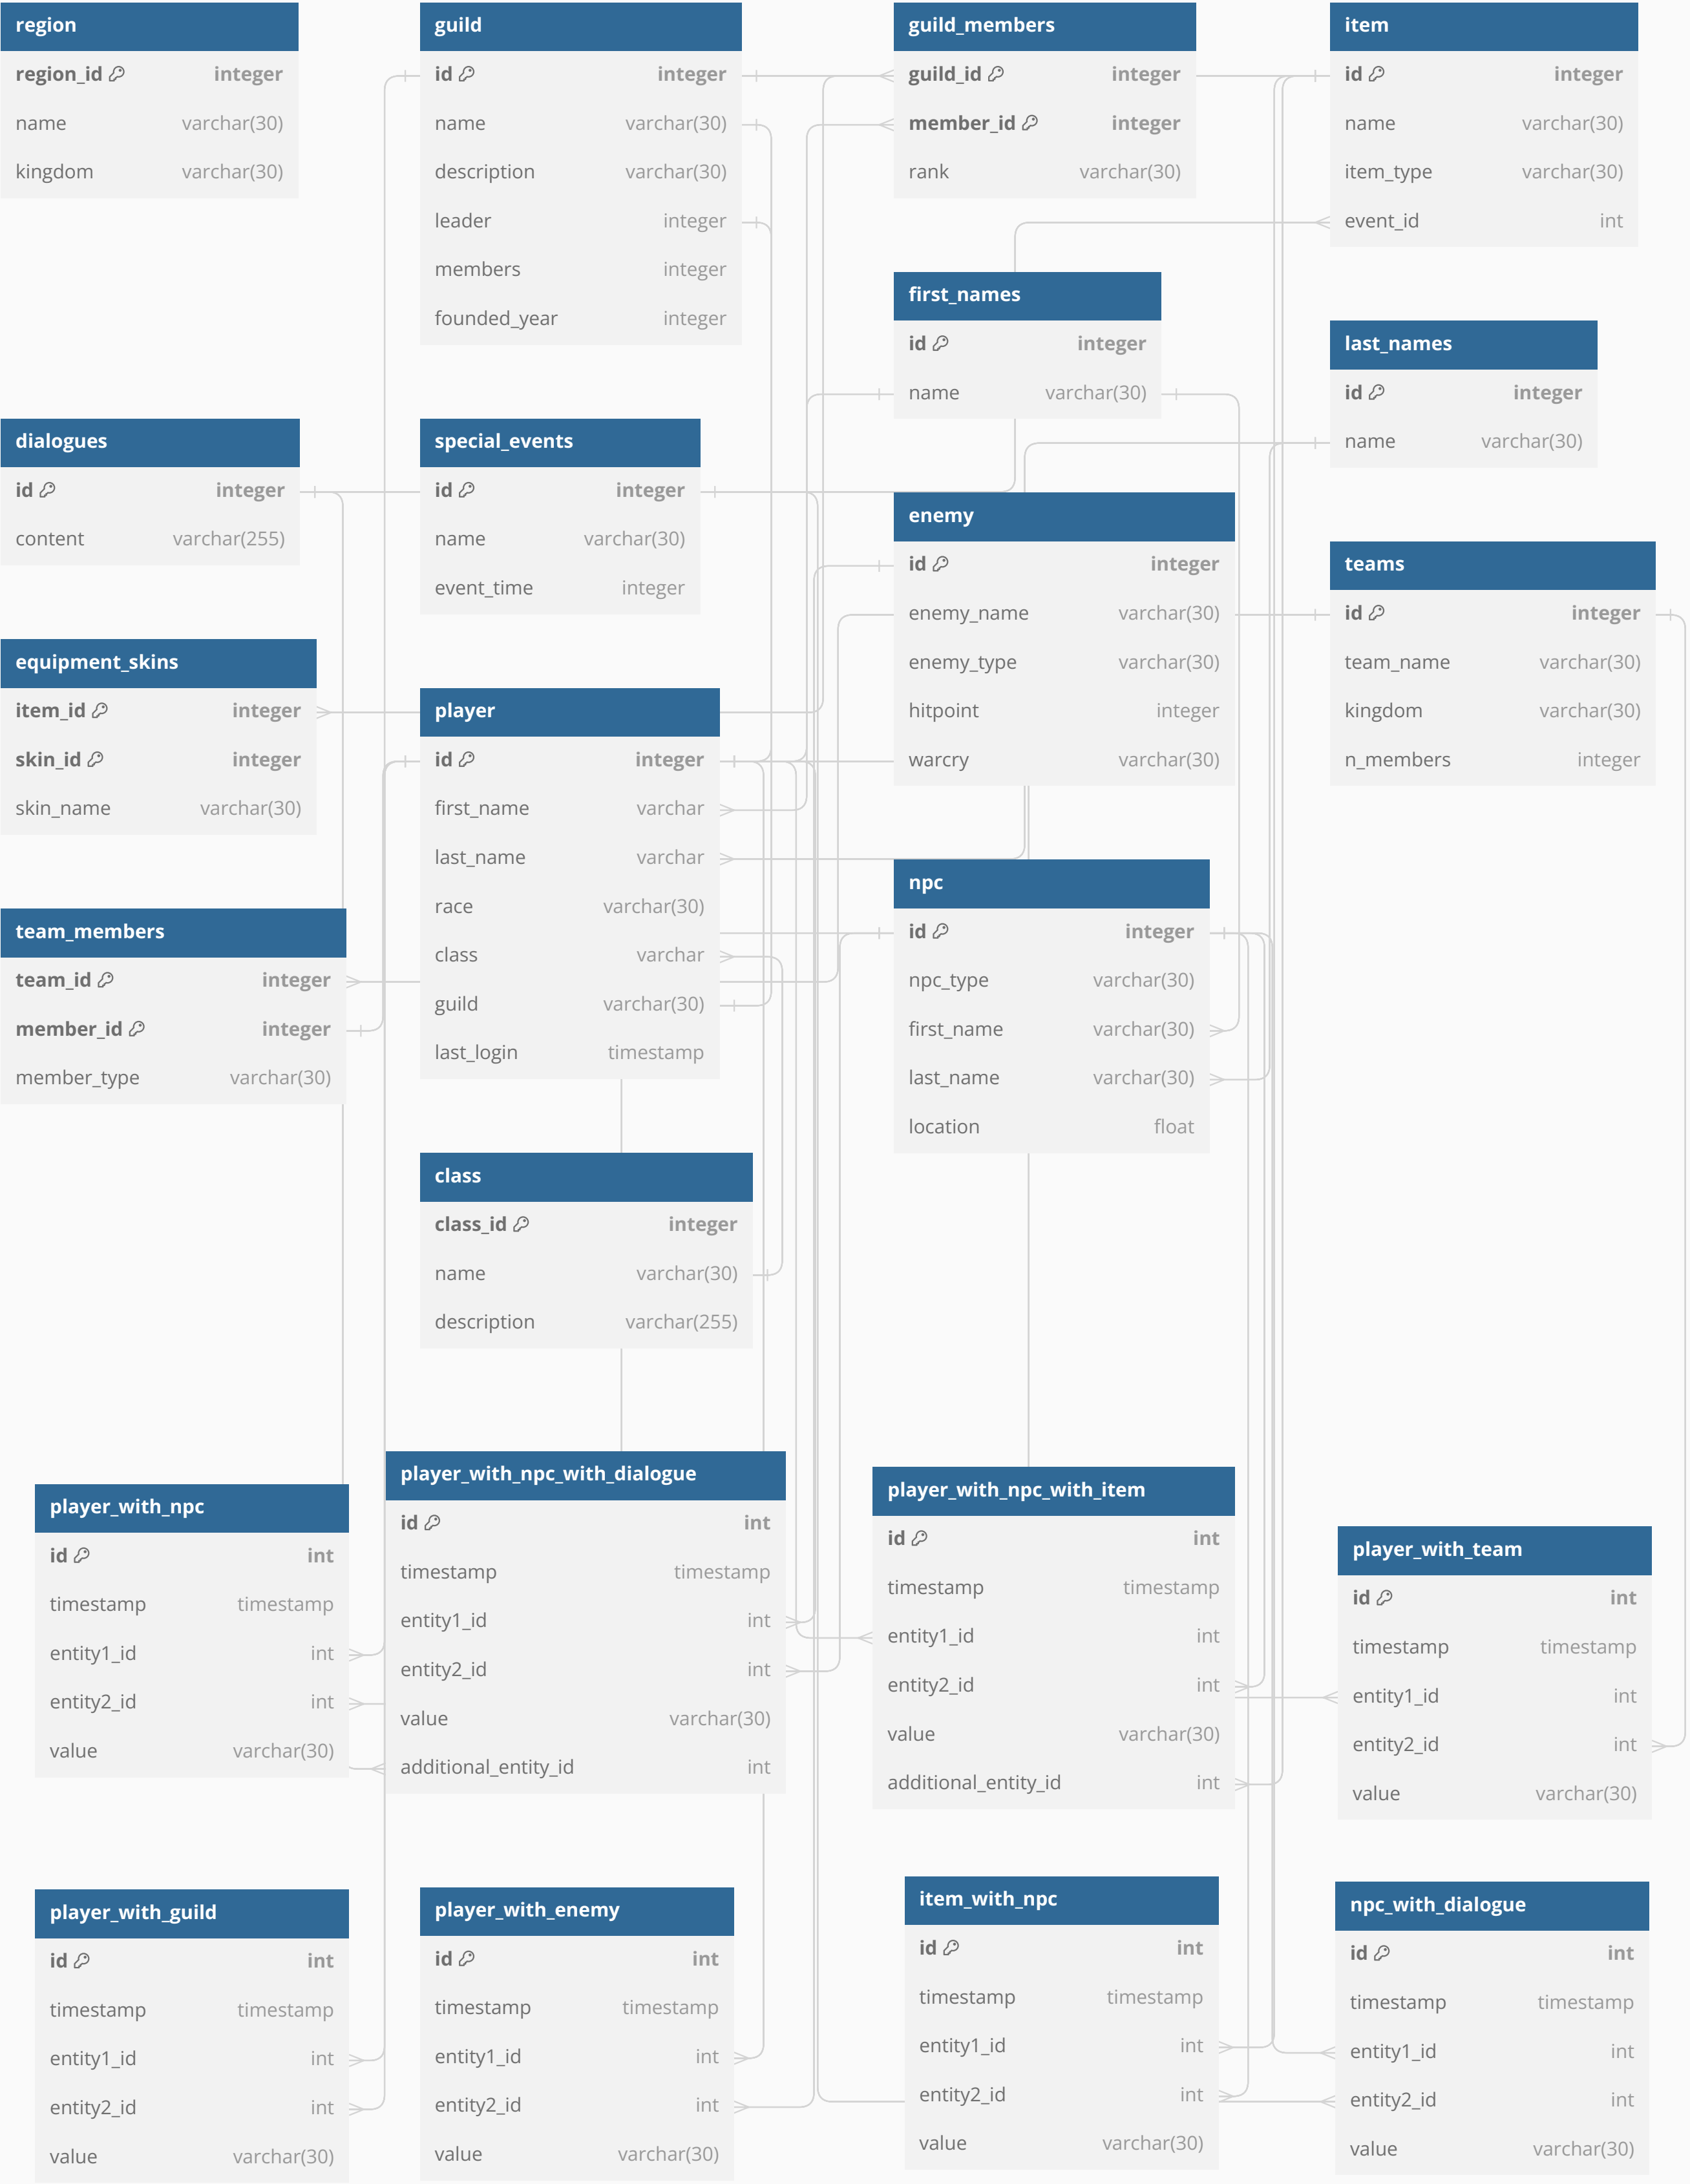 region
region_id integer
name varchar(30)
kingdom varchar(30)
guild
id integer
name varchar(30)
description varchar(30)
leader integer
members integer
founded_year integer
guild_members
guild_id integer
member_id integer
rank varchar(30)
item
id integer
name varchar(30)
item_type varchar(30)
event_id int
first_names
id integer
name varchar(30)
last_names
id integer
name varchar(30)
dialogues
id integer
content varchar(255)
special_events
id integer
name varchar(30)
event_time integer
enemy
id integer
enemy_name varchar(30)
enemy_type varchar(30)
hitpoint integer
warcry varchar(30)
teams
id integer
team_name varchar(30)
kingdom varchar(30)
n_members integer
equipment_skins
item_id integer
skin_id integer
skin_name varchar(30)
player
id integer
first_name varchar
last_name varchar
race varchar(30)
class varchar
guild varchar(30)
last_login timestamp
npc
id integer
npc_type varchar(30)
first_name varchar(30)
last_name varchar(30)
location float
team_members
team_id integer
member_id integer
member_type varchar(30)
class
class_id integer
name varchar(30)
description varchar(255)
player_with_npc
id int
timestamp timestamp
entity1_id int
entity2_id int
value varchar(30)
player_with_npc_with_dialogue
id int
timestamp timestamp
entity1_id int
entity2_id int
value varchar(30)
additional_entity_id int
player_with_npc_with_item
id int
timestamp timestamp
entity1_id int
entity2_id int
value varchar(30)
additional_entity_id int
player_with_team
id int
timestamp timestamp
entity1_id int
entity2_id int
value varchar(30)
player_with_guild
id int
timestamp timestamp
entity1_id int
entity2_id int
value varchar(30)
player_with_enemy
id int
timestamp timestamp
entity1_id int
entity2_id int
value varchar(30)
item_with_npc
id int
timestamp timestamp
entity1_id int
entity2_id int
value varchar(30)
npc_with_dialogue
id int
timestamp timestamp
entity1_id int
entity2_id int
value varchar(30)